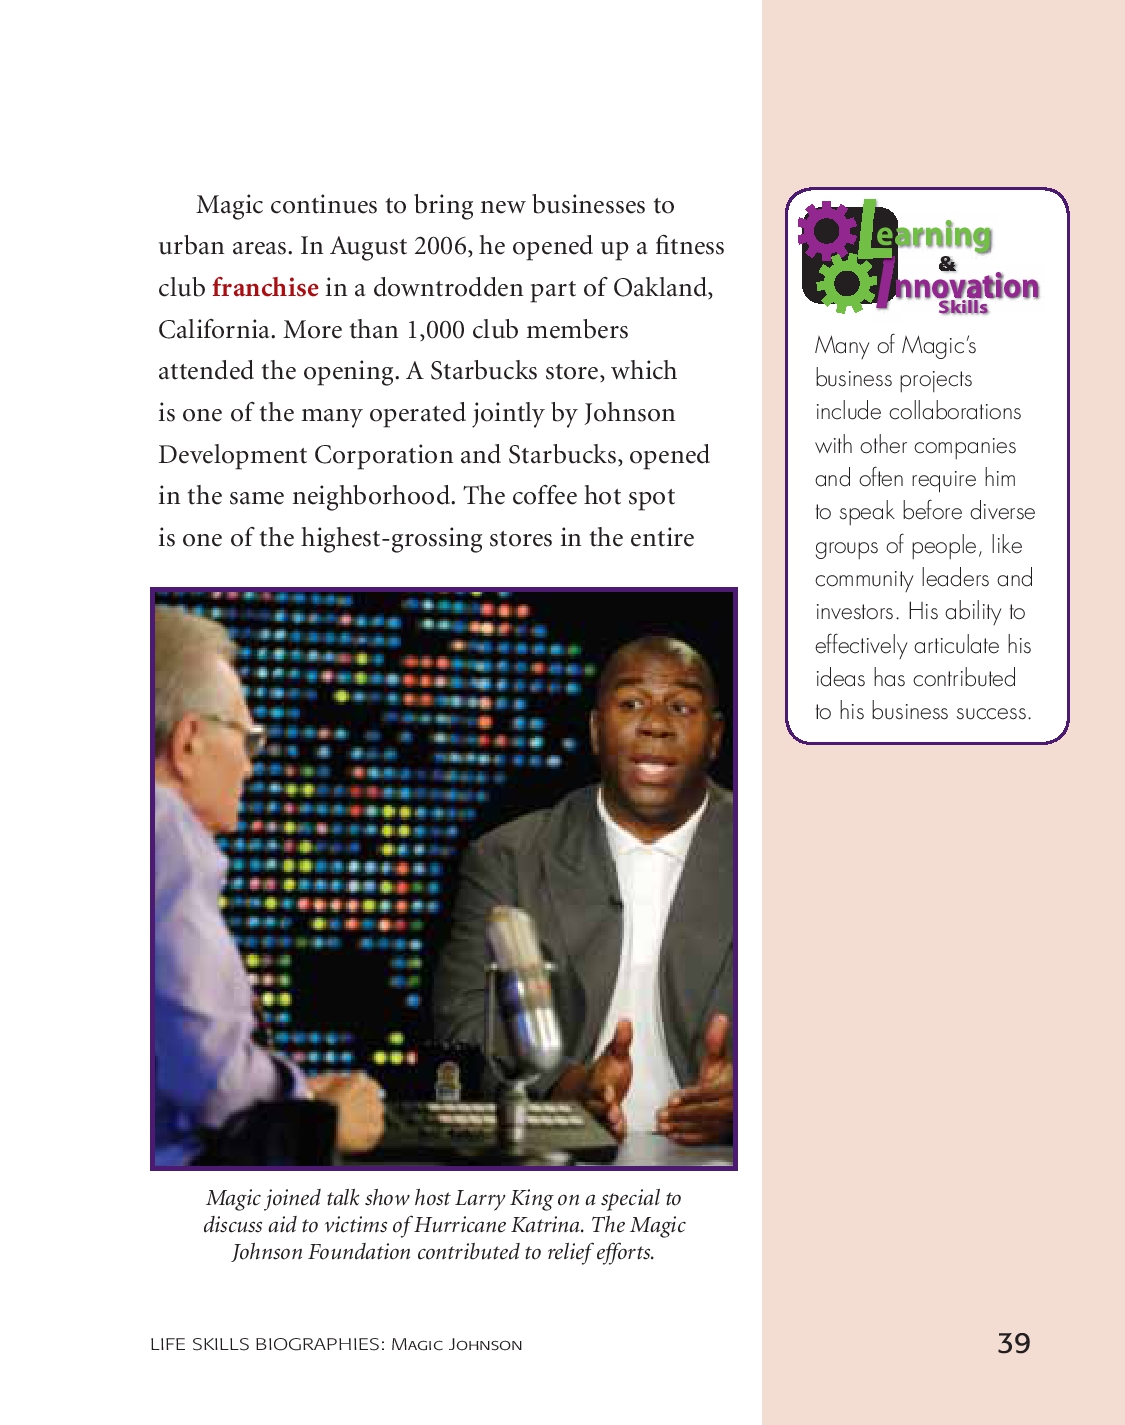 Magic continues to bring new businesses to
urban areas. In August 2006, he opened up a fitness
club franchise in a downtrodden part of Oakland,
California. More than 1,000 club members
attended the opening. A Starbucks store, which
is one of the many operated jointly by Johnson
Development Corporation and Starbucks, opened
in the same neighborhood. The coffee hot spot
is one of the highest-grossing stores in the entire
Magic joined talk show host Larry King on a special to
discuss aid to victims of Hurricane Katrina. The Magic
Johnson Foundation contributed to relief efforts.
Learning
&
Innovation
Skills
Many of Magic’s
business projects
include collaborations
with other companies
and often require him
to speak before diverse
groups of people, like
community leaders and
investors. His ability to
effectively articulate his
ideas has contributed
to his business success.
LIFE SKILLS BIOGRAPHIES: Magic Johnson
39